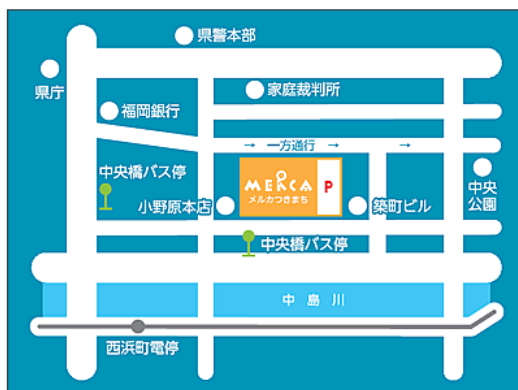 県警本部
県庁
家庭裁判所
福岡銀行
→ 一方通行 → →
中央橋バス停
MERCA
メルカつきまち
P
中央
公園
小野原本店
築町ビル
中央橋バス停
中島川
西浜町電停